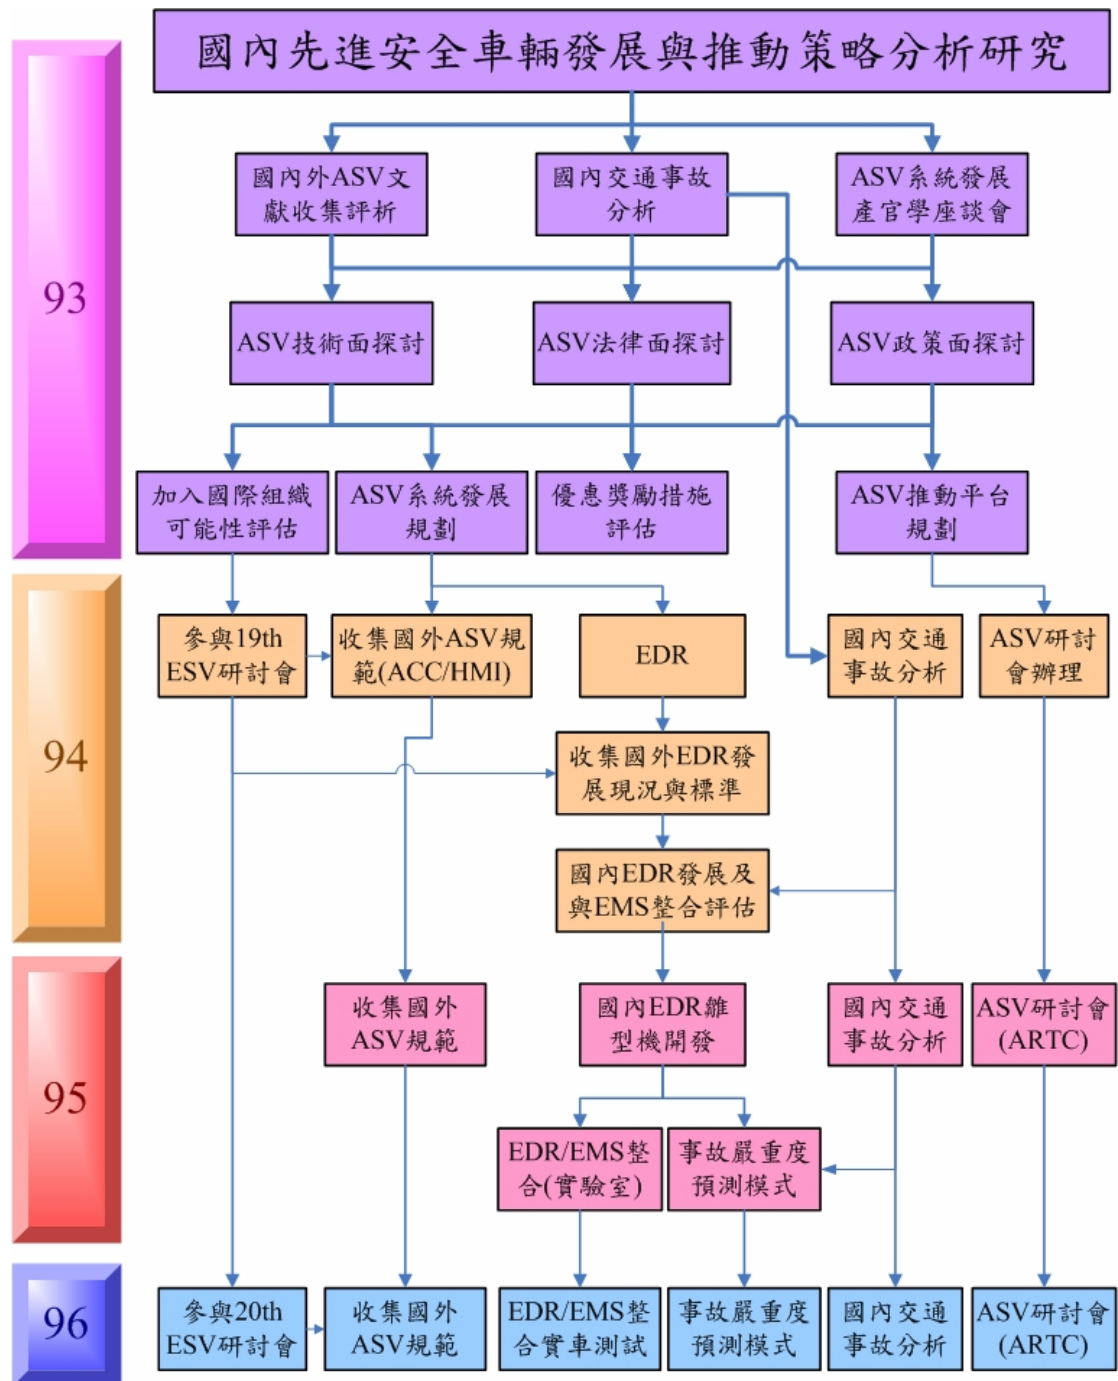 國內先進安全車輛發展與推動策略分析研究
93
國內外ASV文
獻收集評析
國內交通事故
分析
ASV系統發展
產官學座談會
ASV技術面探討
ASV法律面探討
ASV政策面探討
加入國際組織
可能性評估
ASV系統發展
規劃
優惠獎勵措施
評估
ASV推動平台
規劃
94
參與19th
ESV研討會
收集國外ASV規
範(ACC/HMI)
EDR
國內交通
事故分析
ASV研討
會辦理
收集國外EDR發
展現況與標準
國內EDR發展及
與EMS整合評估
95
收集國外
ASV規範
國內EDR雛
型機開發
國內交通
事故分析
ASV研討會
(ARTC)
EDR/EMS整
合(實驗室)
事故嚴重度
預測模式
96
參與20th
ESV研討會
收集國外
ASV規範
EDR/EMS整
合實車測試
事故嚴重度
預測模式
國內交通
事故分析
ASV研討會
(ARTC)